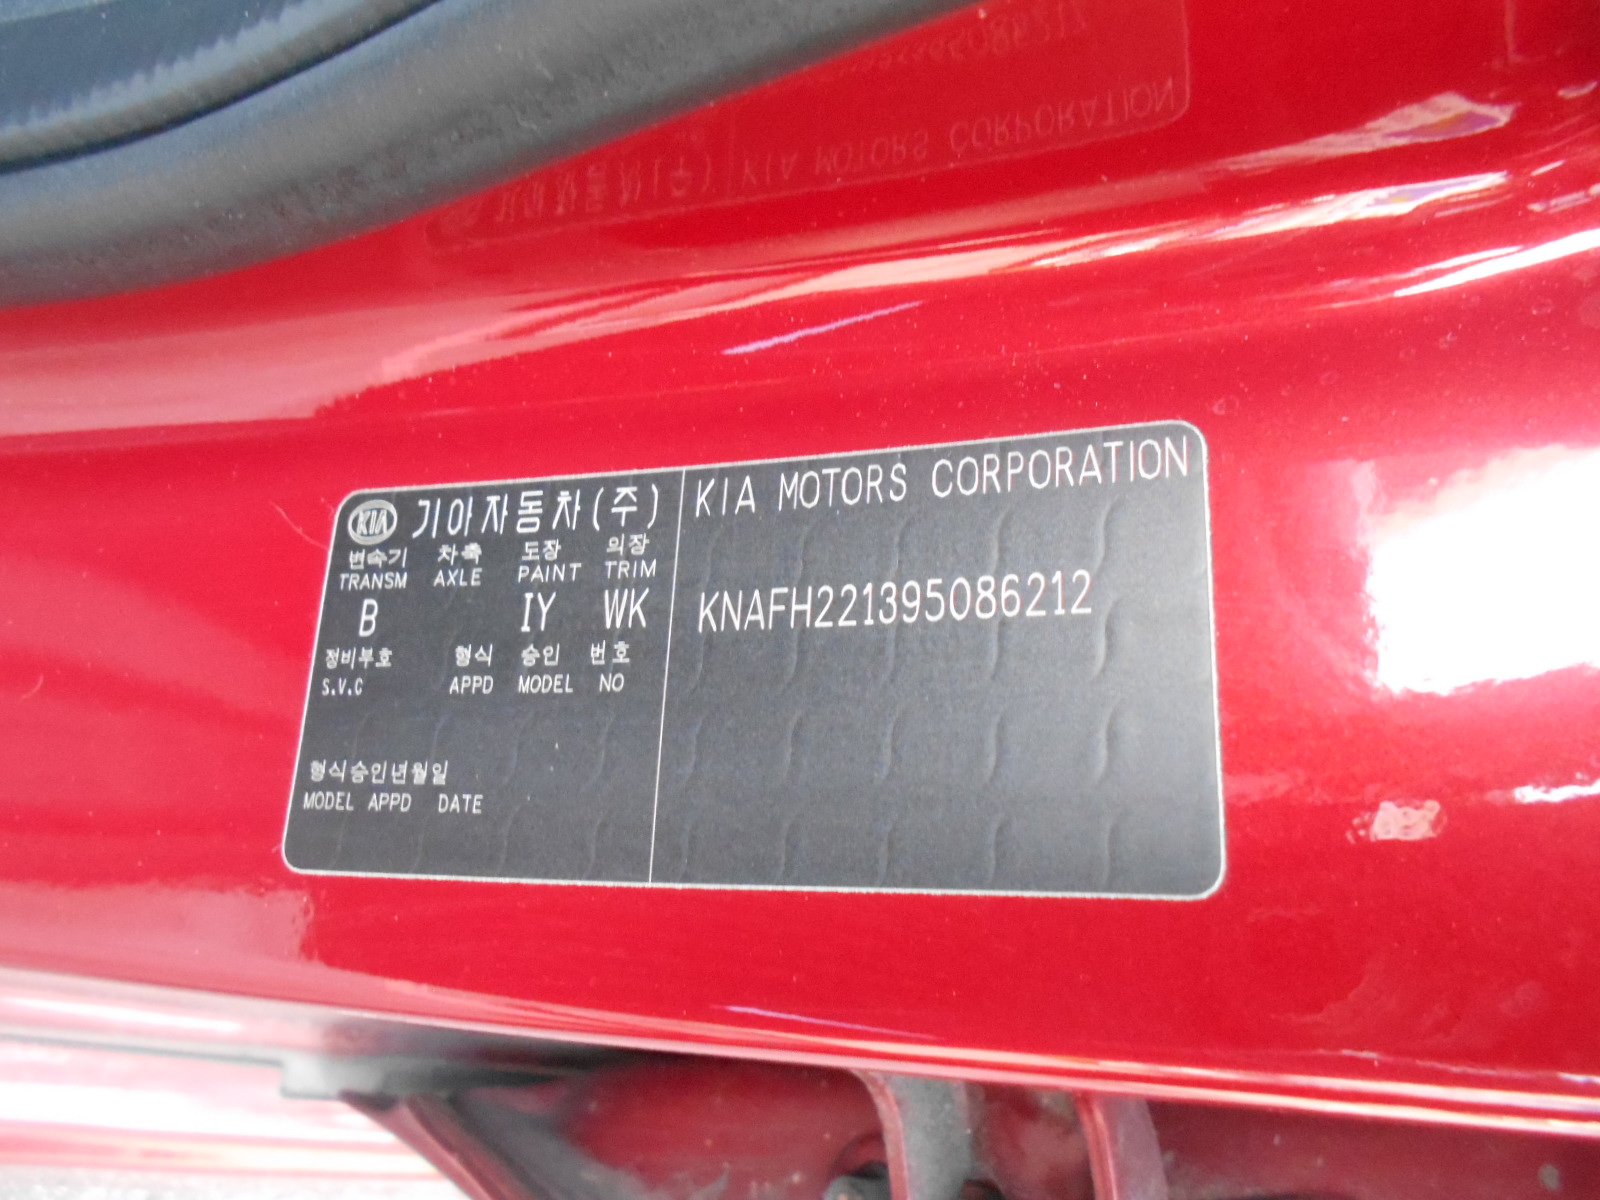 KIA 기아자동차(주) KIA MOTORS CORPORATION
변속기 차축 도장 의장
TRANSM AXLE PAINT TRIM
B IY WK KNAFH221395086212
정비부호 형식 승인 번호
S.V.C APPD MODEL NO
형식승인년월일
MODEL APPD DATE